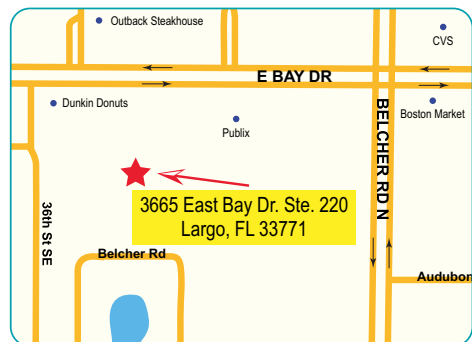 Outback Steakhouse
CVS
E BAY DR
Dunkin Donuts
Boston Market
Publix
BELCHER RD N
3665 East Bay Dr. Ste. 220
Largo, FL 33771
36th St SE
Belcher Rd
Audubon